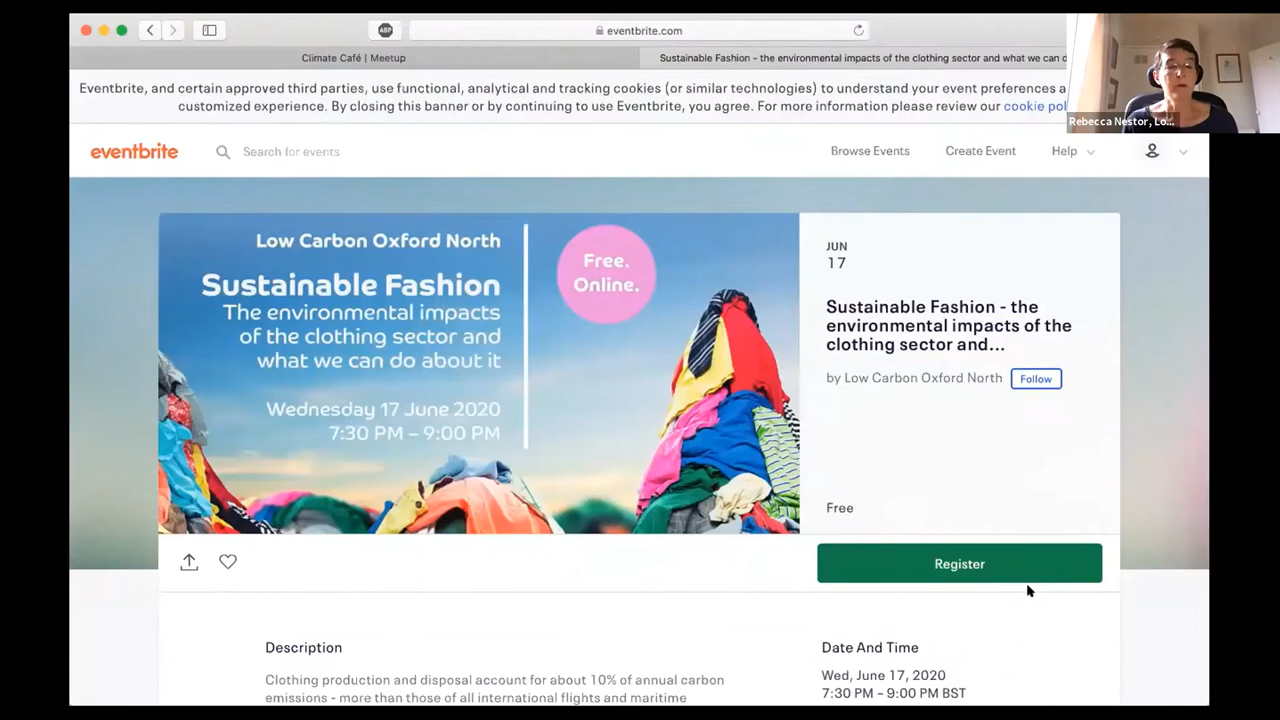 ABP
eventbrite.com
Climate Café | Meetup
Sustainable Fashion - the environmental impacts of the clothing sector and what we can d
Eventbrite, and certain approved third parties, use functional, analytical and tracking cookies (or similar technologies) to understand your event preferences a
customized experience. By closing this banner or by continuing to use Eventbrite, you agree. For more information please review our cookie pol
Rebecca Nestor, Lo...
eventbrite
Search for events
Browse Events
Create Event
Help
Low Carbon Oxford North
Sustainable Fashion
The environmental impacts
of the clothing sector and
what we can do about it
Wednesday 17 June 2020
7:30 PM – 9:00 PM
Free.
Online.
JUN
17
Sustainable Fashion - the
environmental impacts of the
clothing sector and...
by Low Carbon Oxford North
Follow
Free
Register
Description
Clothing production and disposal account for about 10% of annual carbon
emissions - more than those of all international flights and maritime
Date And Time
Wed, June 17, 2020
7:30 PM – 9:00 PM BST